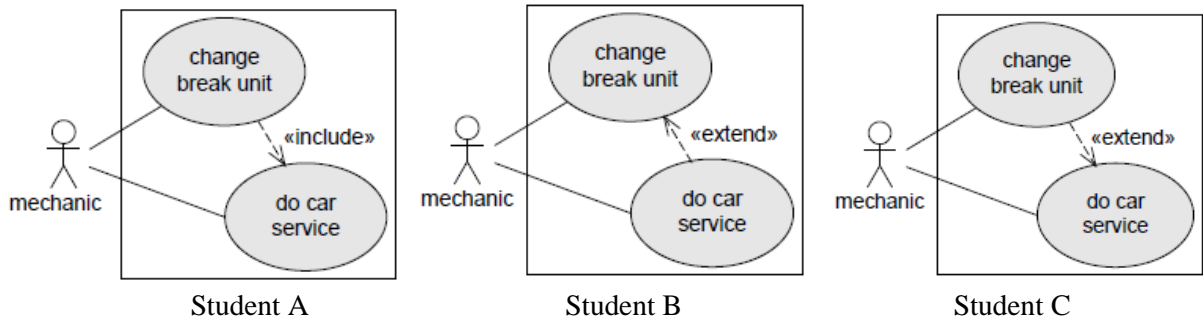 change
break unit
«include»
mechanic
do car
service
Student A
change
break unit
«extend»
mechanic
do car
service
Student B
change
break unit
«extend»
mechanic
do car
service
Student C